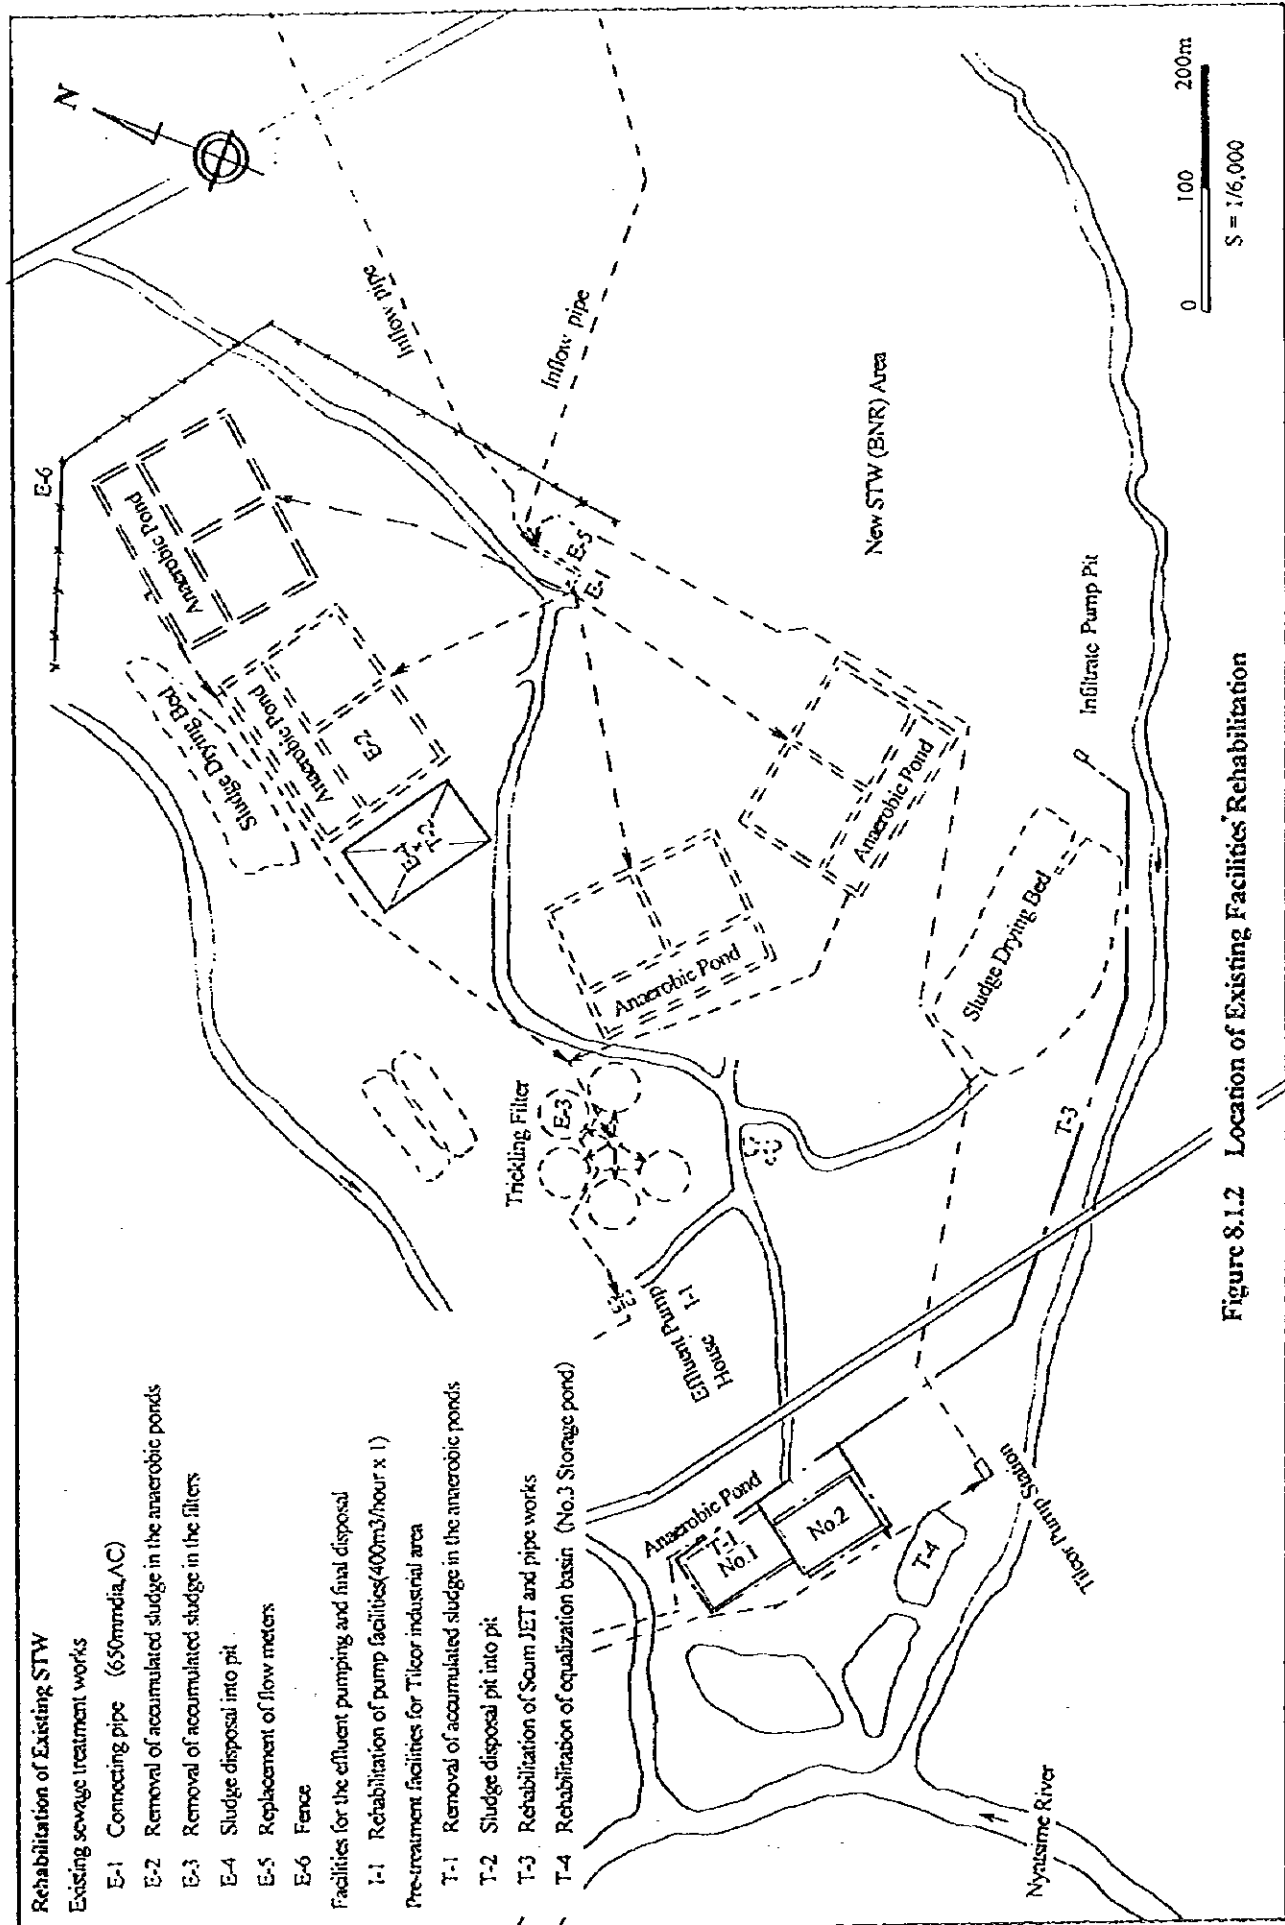 Rehabilitation of Existing STW
Existing sewage treatment works
E-1 Connecting pipe (650mmdia,AC)
E-2 Removal of accumulated sludge in the anaerobic ponds
E-3 Removal of accumulated sludge in the filters
E-4 Sludge disposal into pit
E-5 Replacement of flow meters
E-6 Fence
Facilities for the effluent pumping and final disposal
I-1 Rehabilitation of pump facilities(400m3/hour x 1)
Pre-treatment facilities for Tilcor industrial area
T-1 Removal of accumulated sludge in the anaerobic ponds
T-2 Sludge disposal pit into pit
T-3 Rehabilitation of Scum JET and pipe works
T-4 Rehabilitation of equalization basin (No.3 Storage pond)
N
E-6
Inflow pipe
Inflow pipe
Anaerobic Pond
Sludge Drying Bed
Anaerobic Pond
E-2
E-4
T-2
E-5
E-1
New STW (BNR) Area
Anaerobic Pond
Anaerobic Pond
Trickling Filter
E-3
Effluent Pump
House I-1
Sludge Drying Bed
Infiltrate Pump Pit
T-3
Anaerobic Pond
T-1
No.1
No.2
T-4
Tilcor Pump Station
Nyatsime River
0 100 200m
S = 1/6,000
Figure 8.1.2 Location of Existing Facilities' Rehabilitation